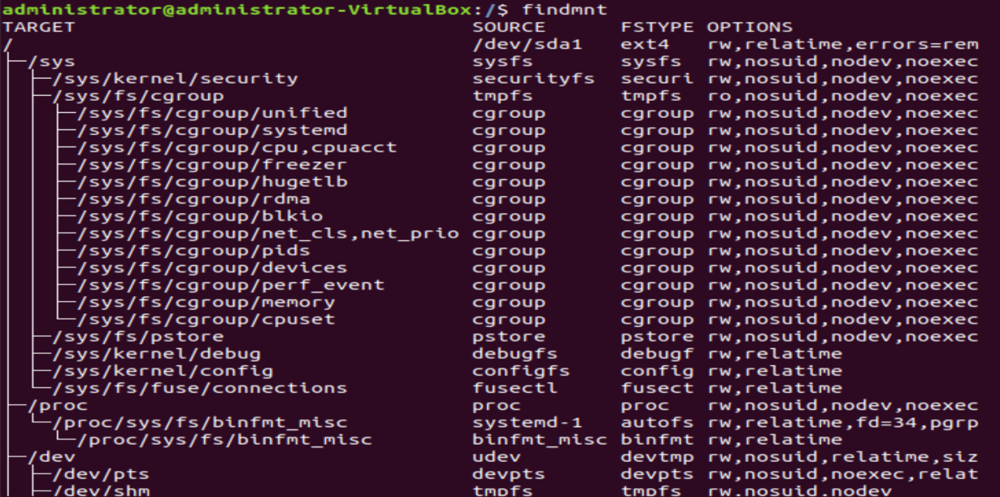 administrator@administrator-VirtualBox:/$ findmnt
TARGET SOURCE FSTYPE OPTIONS
/ /dev/sda1 ext4 rw,relatime,errors=rem
├─/sys sysfs sysfs rw,nosuid,nodev,noexec
├─/sys/kernel/security securityfs securi rw,nosuid,nodev,noexec
├─/sys/fs/cgroup tmpfs tmpfs ro,nosuid,nodev,noexec
├─/sys/fs/cgroup/unified cgroup cgroup rw,nosuid,nodev,noexec
├─/sys/fs/cgroup/systemd cgroup cgroup rw,nosuid,nodev,noexec
├─/sys/fs/cgroup/cpu,cpuacct cgroup cgroup rw,nosuid,nodev,noexec
├─/sys/fs/cgroup/freezer cgroup cgroup rw,nosuid,nodev,noexec
├─/sys/fs/cgroup/hugetlb cgroup cgroup rw,nosuid,nodev,noexec
├─/sys/fs/cgroup/rdma cgroup cgroup rw,nosuid,nodev,noexec
├─/sys/fs/cgroup/blkio cgroup cgroup rw,nosuid,nodev,noexec
├─/sys/fs/cgroup/net_cls,net_prio cgroup cgroup rw,nosuid,nodev,noexec
├─/sys/fs/cgroup/pids cgroup cgroup rw,nosuid,nodev,noexec
├─/sys/fs/cgroup/devices cgroup cgroup rw,nosuid,nodev,noexec
├─/sys/fs/cgroup/perf_event cgroup cgroup rw,nosuid,nodev,noexec
├─/sys/fs/cgroup/memory cgroup cgroup rw,nosuid,nodev,noexec
└─/sys/fs/cgroup/cpuset cgroup cgroup rw,nosuid,nodev,noexec
├─/sys/fs/pstore pstore pstore rw,nosuid,nodev,noexec
├─/sys/kernel/debug debugfs debugf rw,relatime
├─/sys/kernel/config configfs config rw,relatime
└─/sys/fs/fuse/connections fusectl fusect rw,relatime
├─/proc proc proc rw,nosuid,nodev,noexec
└─/proc/sys/fs/binfmt_misc systemd-1 autofs rw,relatime,fd=34,pgrp
└─/proc/sys/fs/binfmt_misc binfmt_misc binfmt rw,relatime
├─/dev udev devtmp rw,nosuid,relatime,siz
├─/dev/pts devpts devpts rw,nosuid,noexec,relat
├─/dev/shm tmpfs tmpfs rw,nosuid,nodev